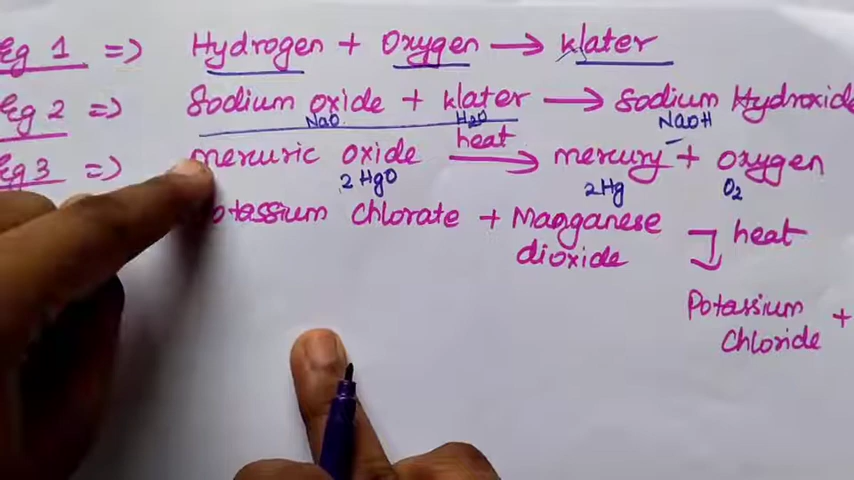 Eg 1 => Hydrogen + Oxygen → Water
Eg 2 => Sodium oxide + Water → Sodium Hydroxide
NaO H2O NaOH
Eg 3 => mercuric oxide heat → mercury + oxygen
2HgO 2Hg O2
Potassium Chlorate + Manganese dioxide heat
Potassium Chloride +